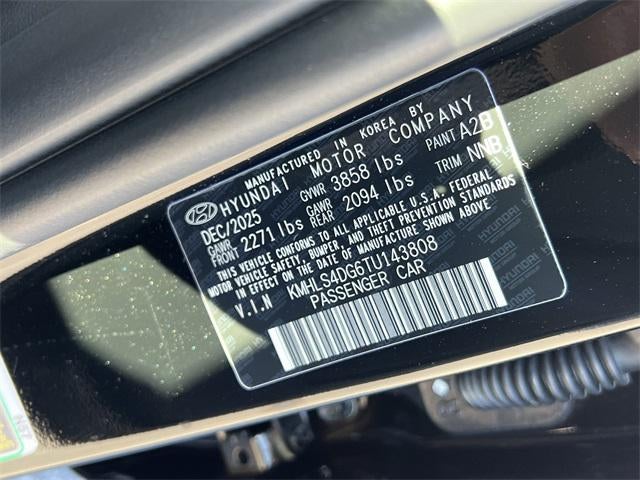 MANUFACTURED IN KOREA BY
HYUNDAI MOTOR COMPANY
DEC/2025 GVWR 3858 lbs PAINT A2B
GAWR 2271 lbs GAWR REAR 2094 lbs TRIM NNB
THIS VEHICLE CONFORMS TO ALL APPLICABLE U.S.A. FEDERAL
MOTOR VEHICLE SAFETY, BUMPER, AND THEFT PREVENTION STANDARDS
IN EFFECT ON THE DATE OF MANUFACTURE SHOWN ABOVE.
V.I.N KMHLS4DG6TU143808
PASSENGER CAR